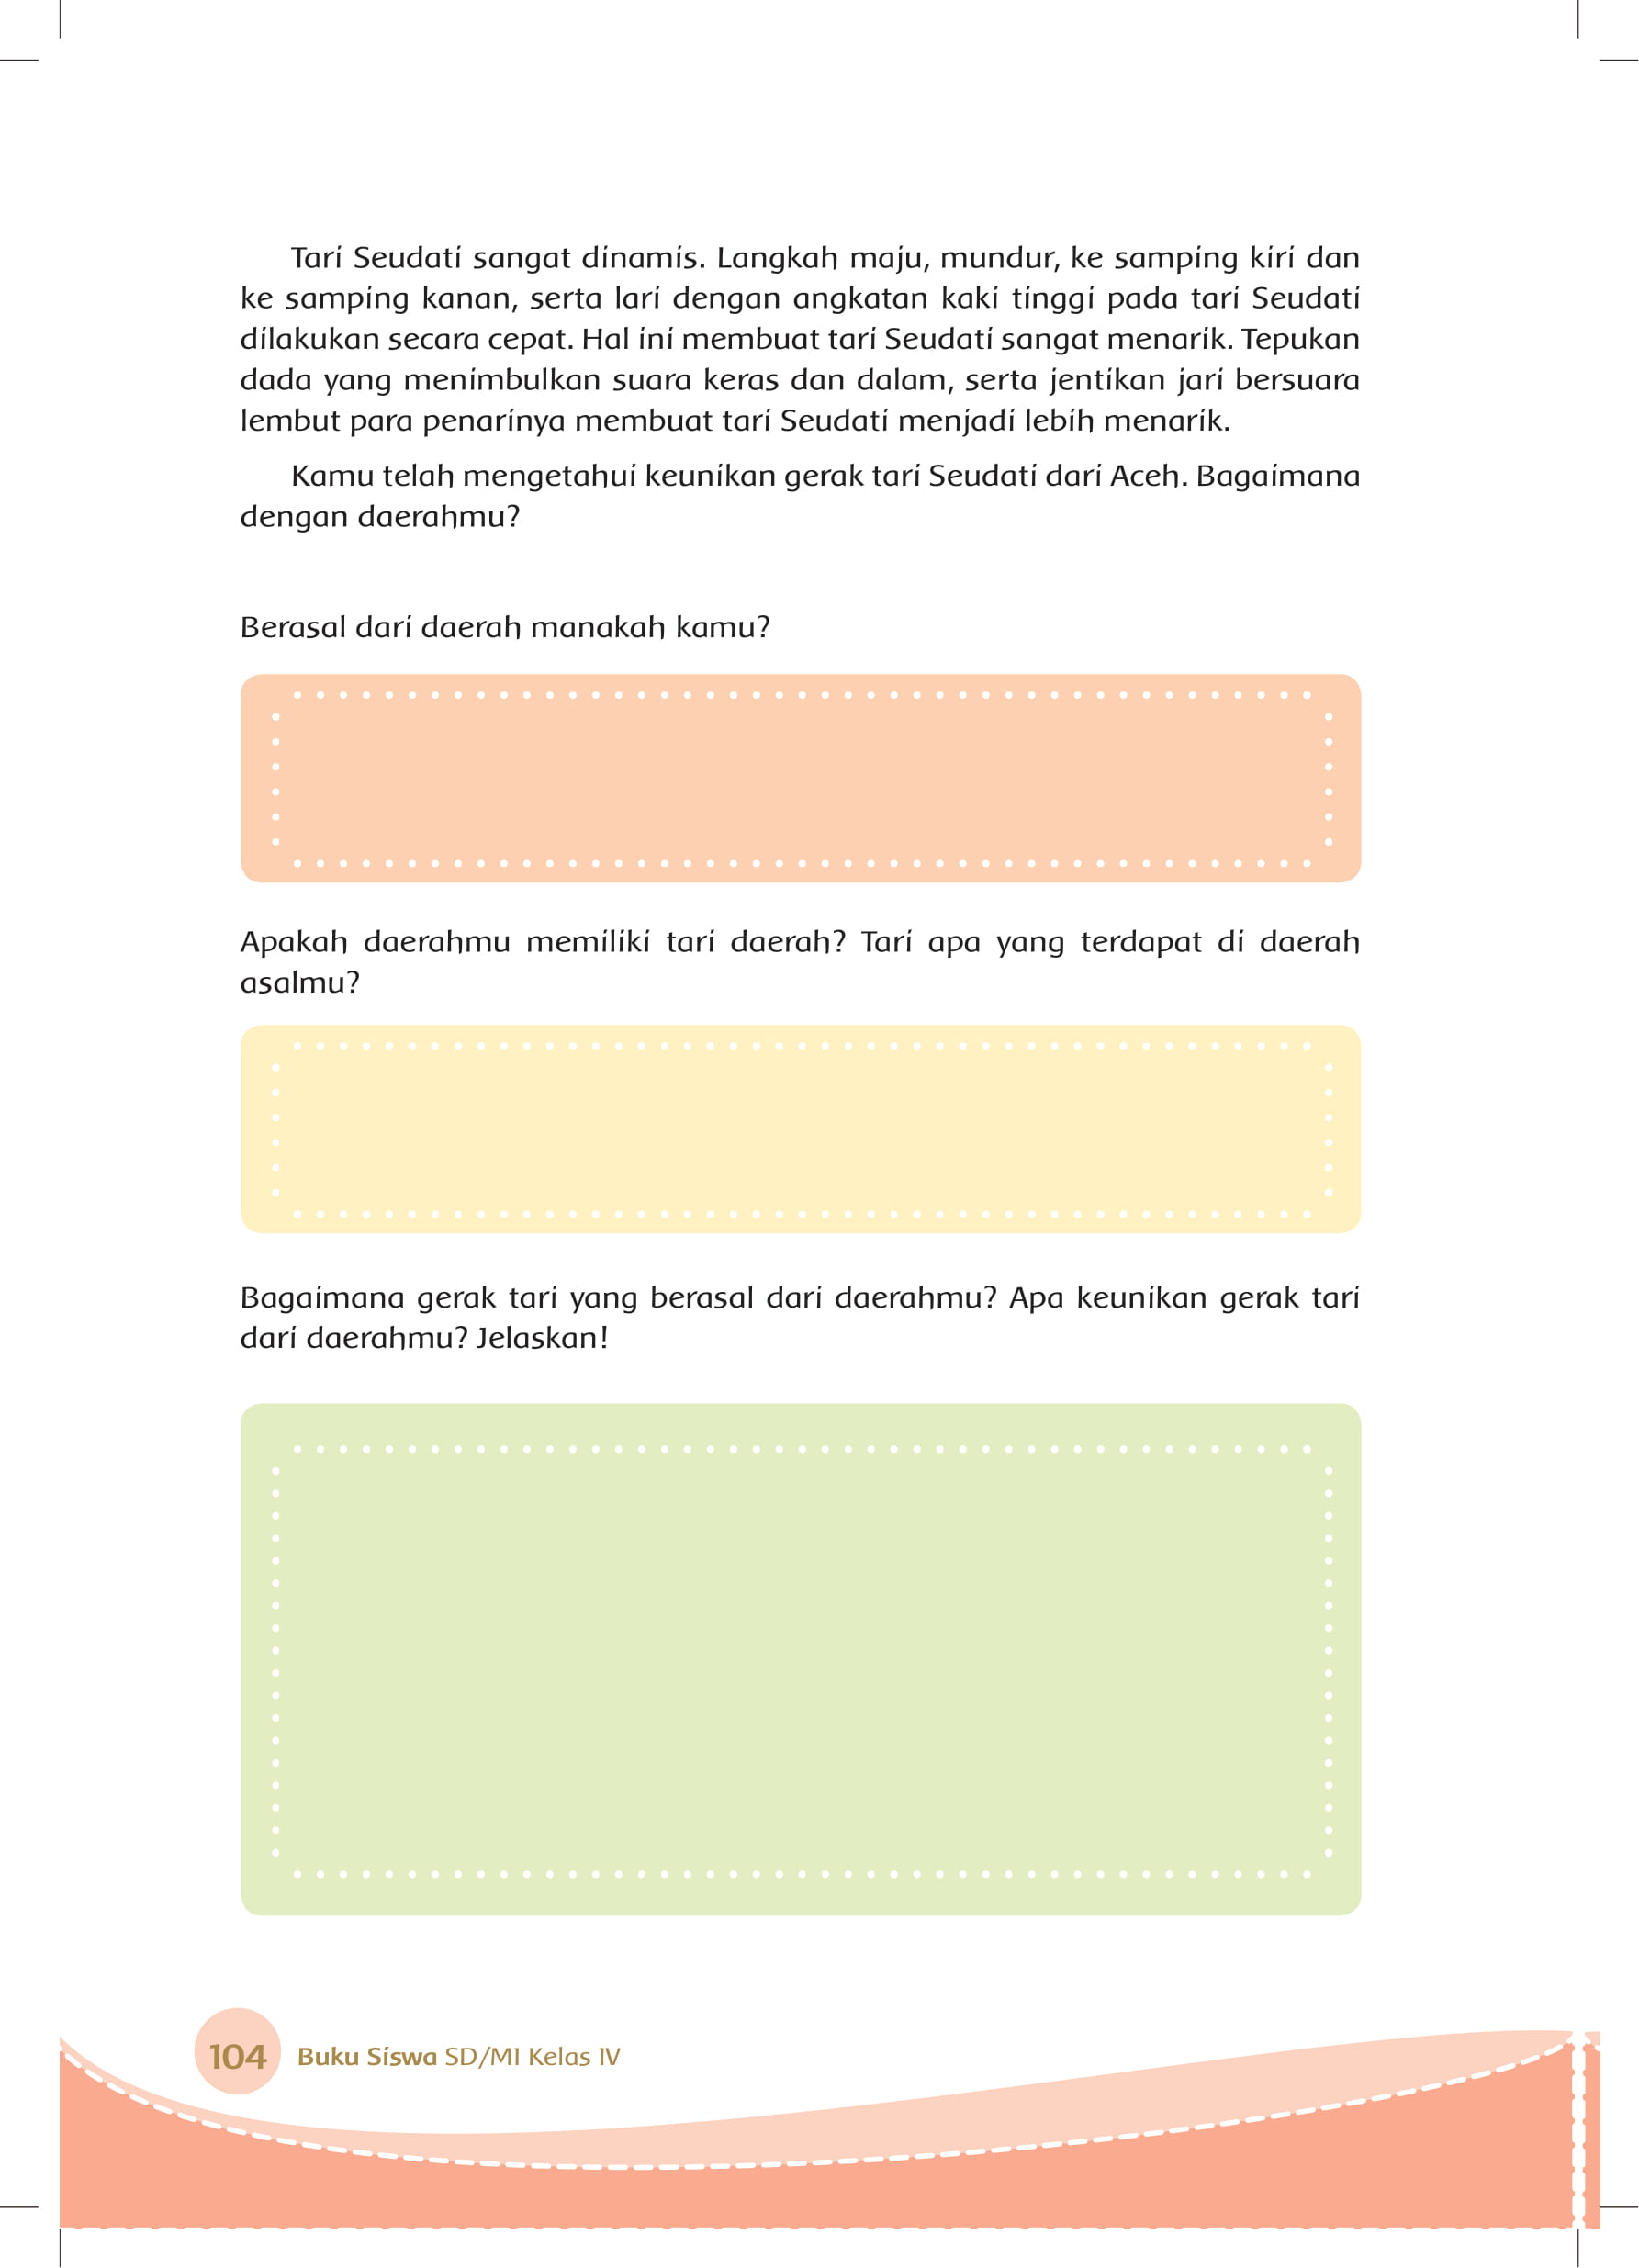 Tari Seudati sangat dinamis. Langkah maju, mundur, ke samping kiri dan
ke samping kanan, serta lari dengan angkatan kaki tinggi pada tari Seudati
dilakukan secara cepat. Hal ini membuat tari Seudati sangat menarik. Tepukan
dada yang menimbulkan suara keras dan dalam, serta jentikan jari bersuara
lembut para penarinya membuat tari Seudati menjadi lebih menarik.
Kamu telah mengetahui keunikan gerak tari Seudati dari Aceh. Bagaimana
dengan daerahmu?
Berasal dari daerah manakah kamu?
Apakah daerahmu memiliki tari daerah? Tari apa yang terdapat di daerah
asalmu?
Bagaimana gerak tari yang berasal dari daerahmu? Apa keunikan gerak tari
dari daerahmu? Jelaskan!
104 Buku Siswa SD/MI Kelas IV